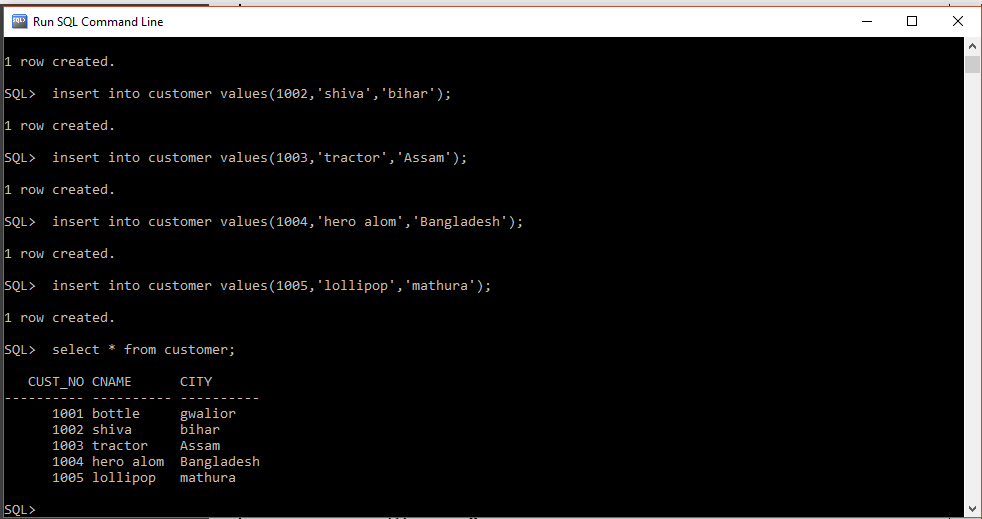 Run SQL Command Line
1 row created.
SQL>  insert into customer values(1002,'shiva','bihar');
1 row created.
SQL>  insert into customer values(1003,'tractor','Assam');
1 row created.
SQL>  insert into customer values(1004,'hero alom','Bangladesh');
1 row created.
SQL>  insert into customer values(1005,'lollipop','mathura');
1 row created.
SQL>  select * from customer;
   CUST_NO CNAME      CITY
---------- ---------- ----------
      1001 bottle     gwalior
      1002 shiva      bihar
      1003 tractor    Assam
      1004 hero alom  Bangladesh
      1005 lollipop   mathura
SQL>